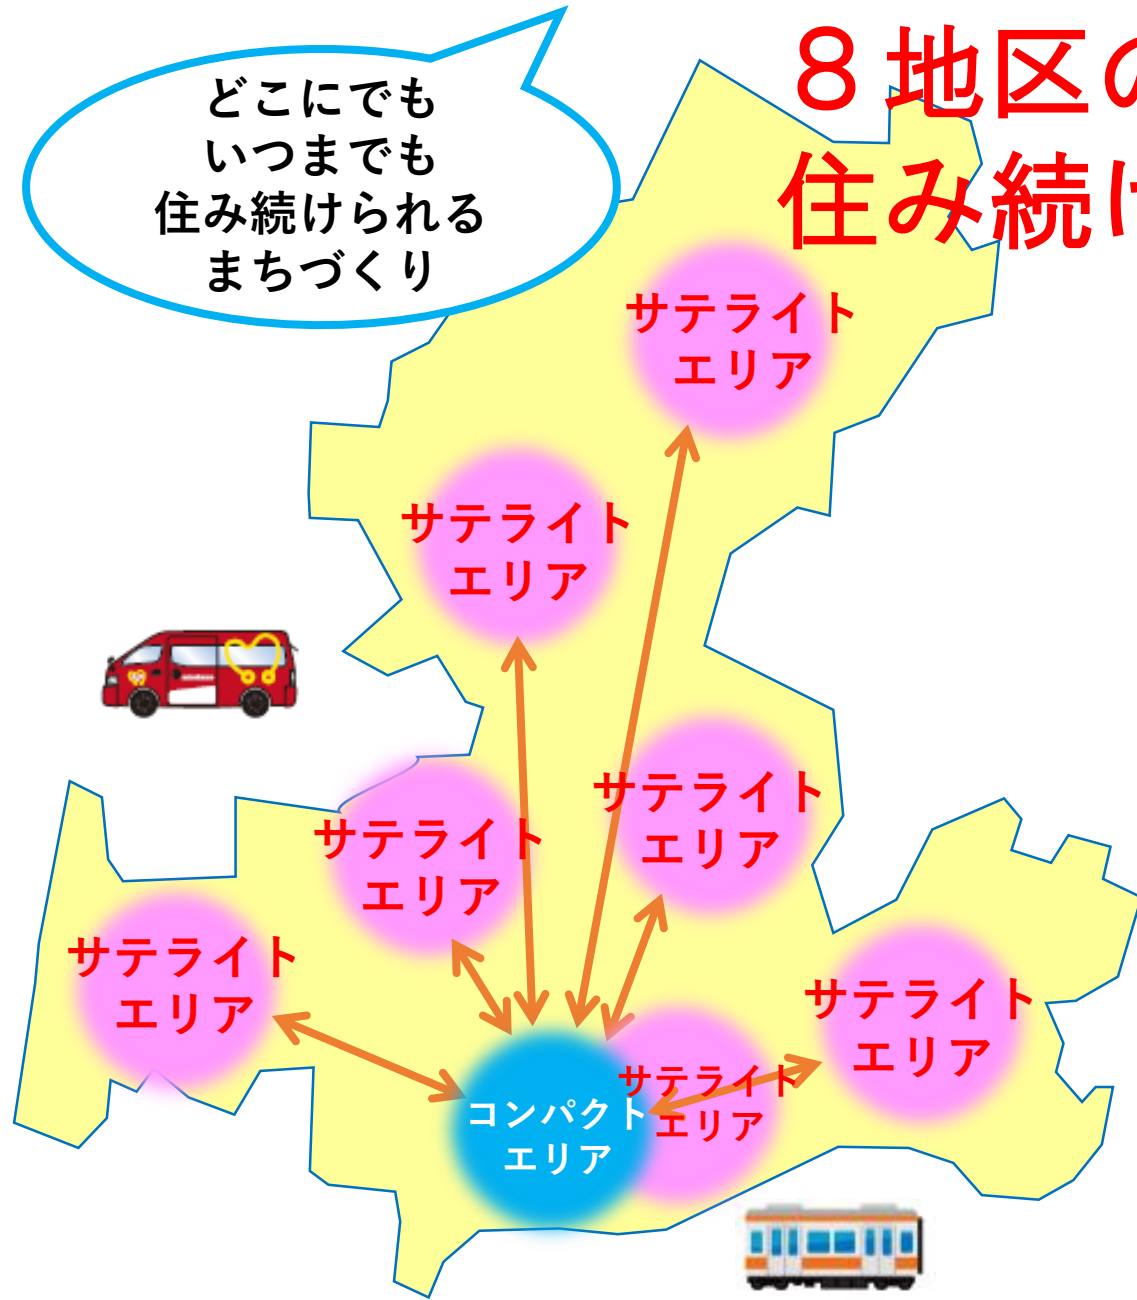 どこにでも
いつまでも
住み続けられる
まちづくり
８地区の
住み続け
サテライト
エリア
サテライト
エリア
サテライト
エリア
サテライト
エリア
サテライト
エリア
サテライト
エリア
サテライト
エリア
コンパクト
エリア